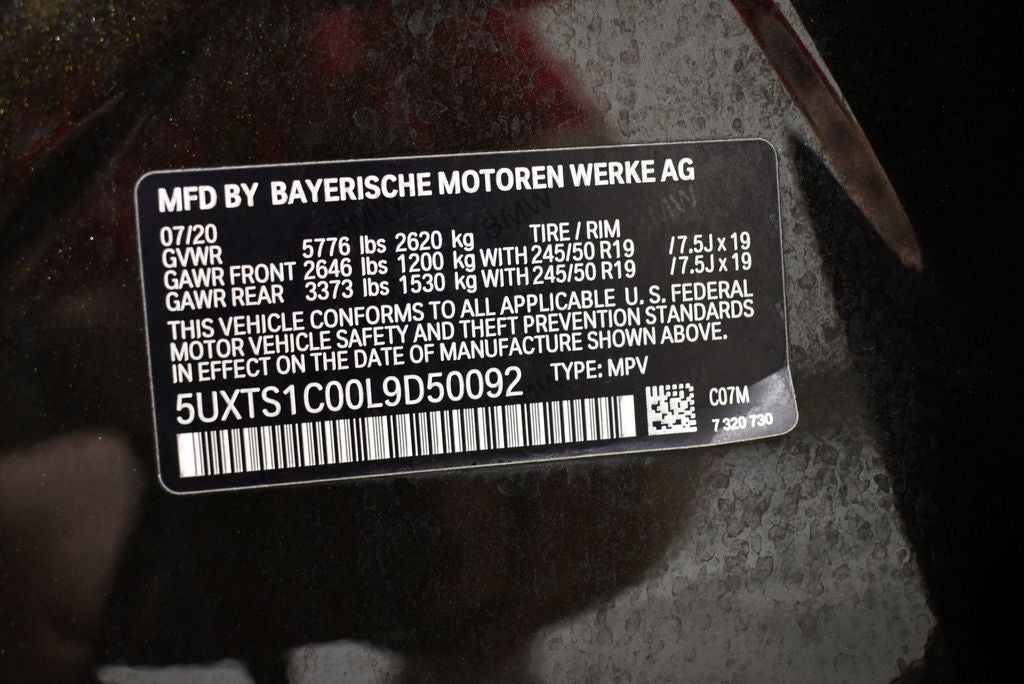 MFD BY BAYERISCHE MOTOREN WERKE AG
07/20 TIRE / RIM
GVWR 5776 lbs 2620 kg
GAWR FRONT 2646 lbs 1200 kg WITH 245/50 R19 /7.5J x 19
GAWR REAR 3373 lbs 1530 kg WITH 245/50 R19 /7.5J x 19
THIS VEHICLE CONFORMS TO ALL APPLICABLE U. S. FEDERAL
MOTOR VEHICLE SAFETY AND THEFT PREVENTION STANDARDS
IN EFFECT ON THE DATE OF MANUFACTURE SHOWN ABOVE.
5UXTS1C00L9D50092 TYPE: MPV
C07M
7 320 730
BMW
BMW
BMW